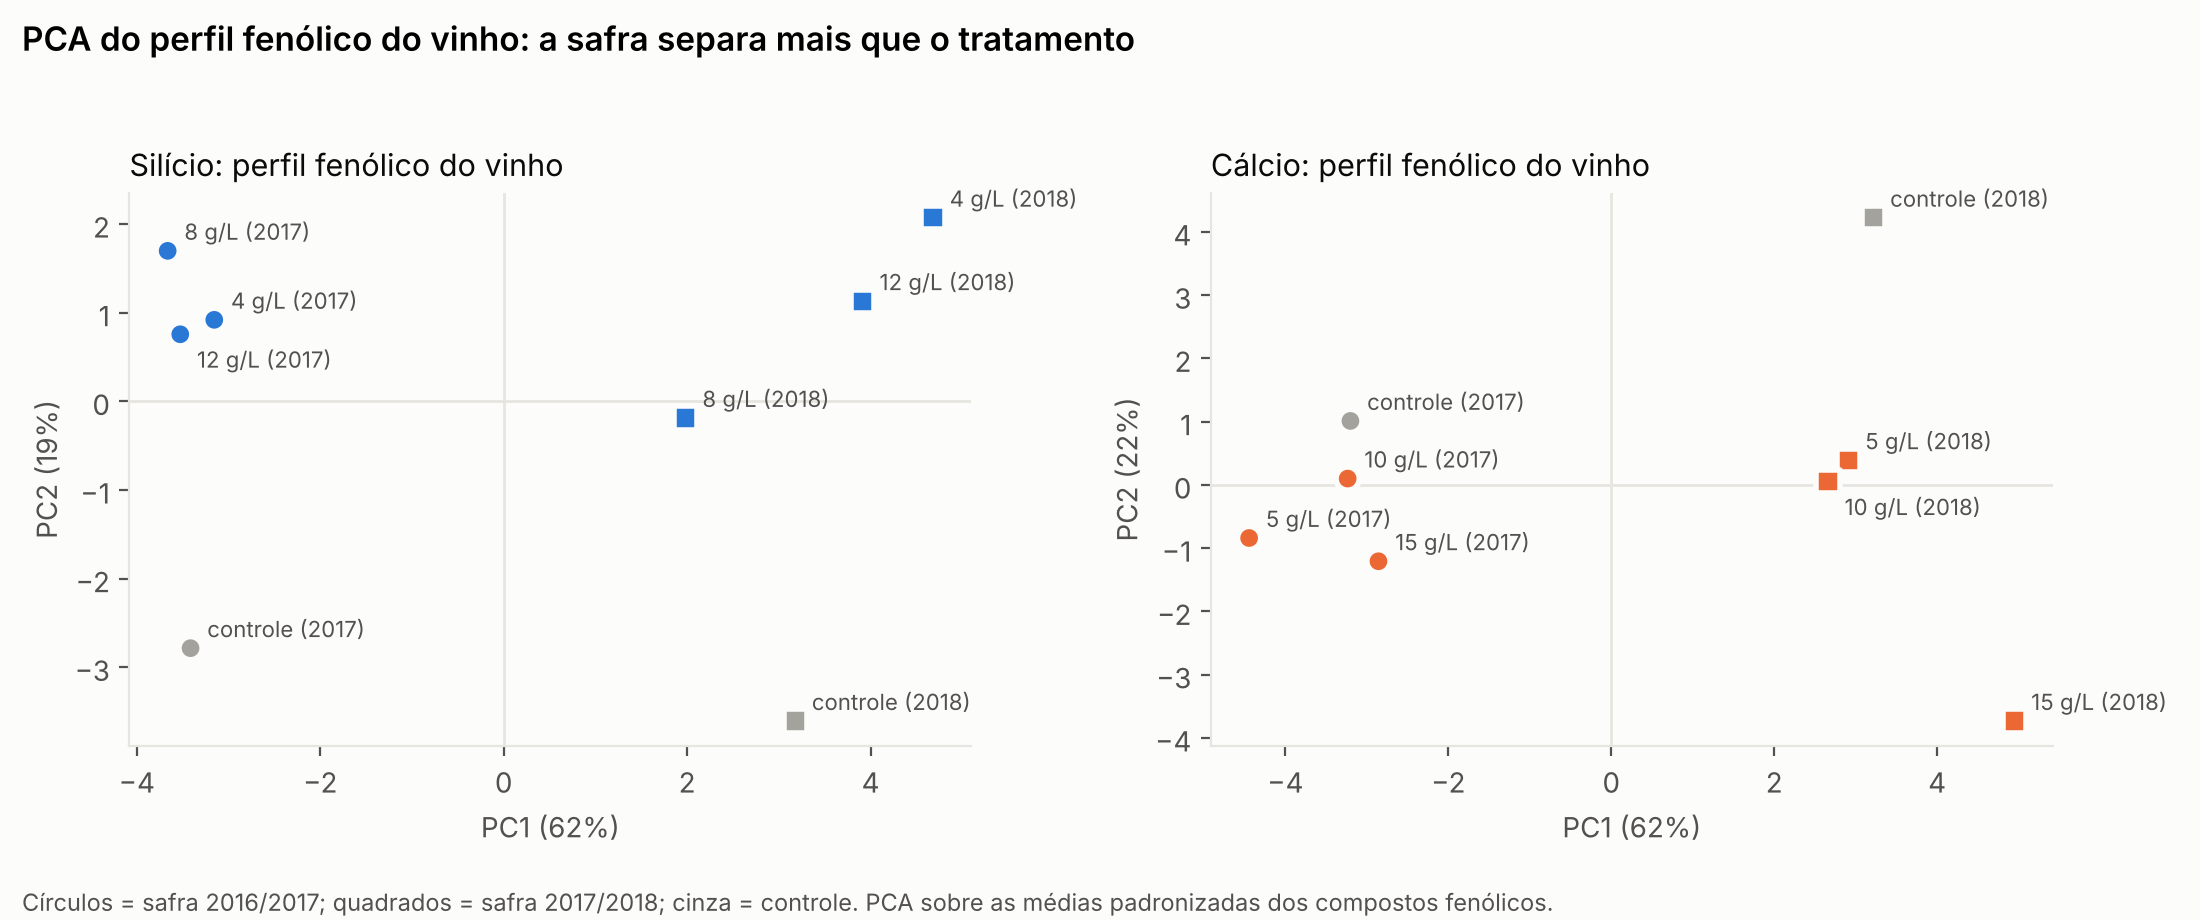 PCA do perfil fenólico do vinho: a safra separa mais que o tratamento
Silício: perfil fenólico do vinho
4 g/L (2018)
8 g/L (2017)
12 g/L (2018)
4 g/L (2017)
12 g/L (2017)
8 g/L (2018)
controle (2017)
controle (2018)
2
1
0
−1
−2
−3
PC2 (19%)
−4
−2
0
2
4
PC1 (62%)
Cálcio: perfil fenólico do vinho
controle (2018)
controle (2017)
5 g/L (2018)
10 g/L (2017)
10 g/L (2018)
5 g/L (2017)
15 g/L (2017)
15 g/L (2018)
4
3
2
1
0
−1
−2
−3
−4
PC2 (22%)
−4
−2
0
2
4
PC1 (62%)
Círculos = safra 2016/2017; quadrados = safra 2017/2018; cinza = controle. PCA sobre as médias padronizadas dos compostos fenólicos.